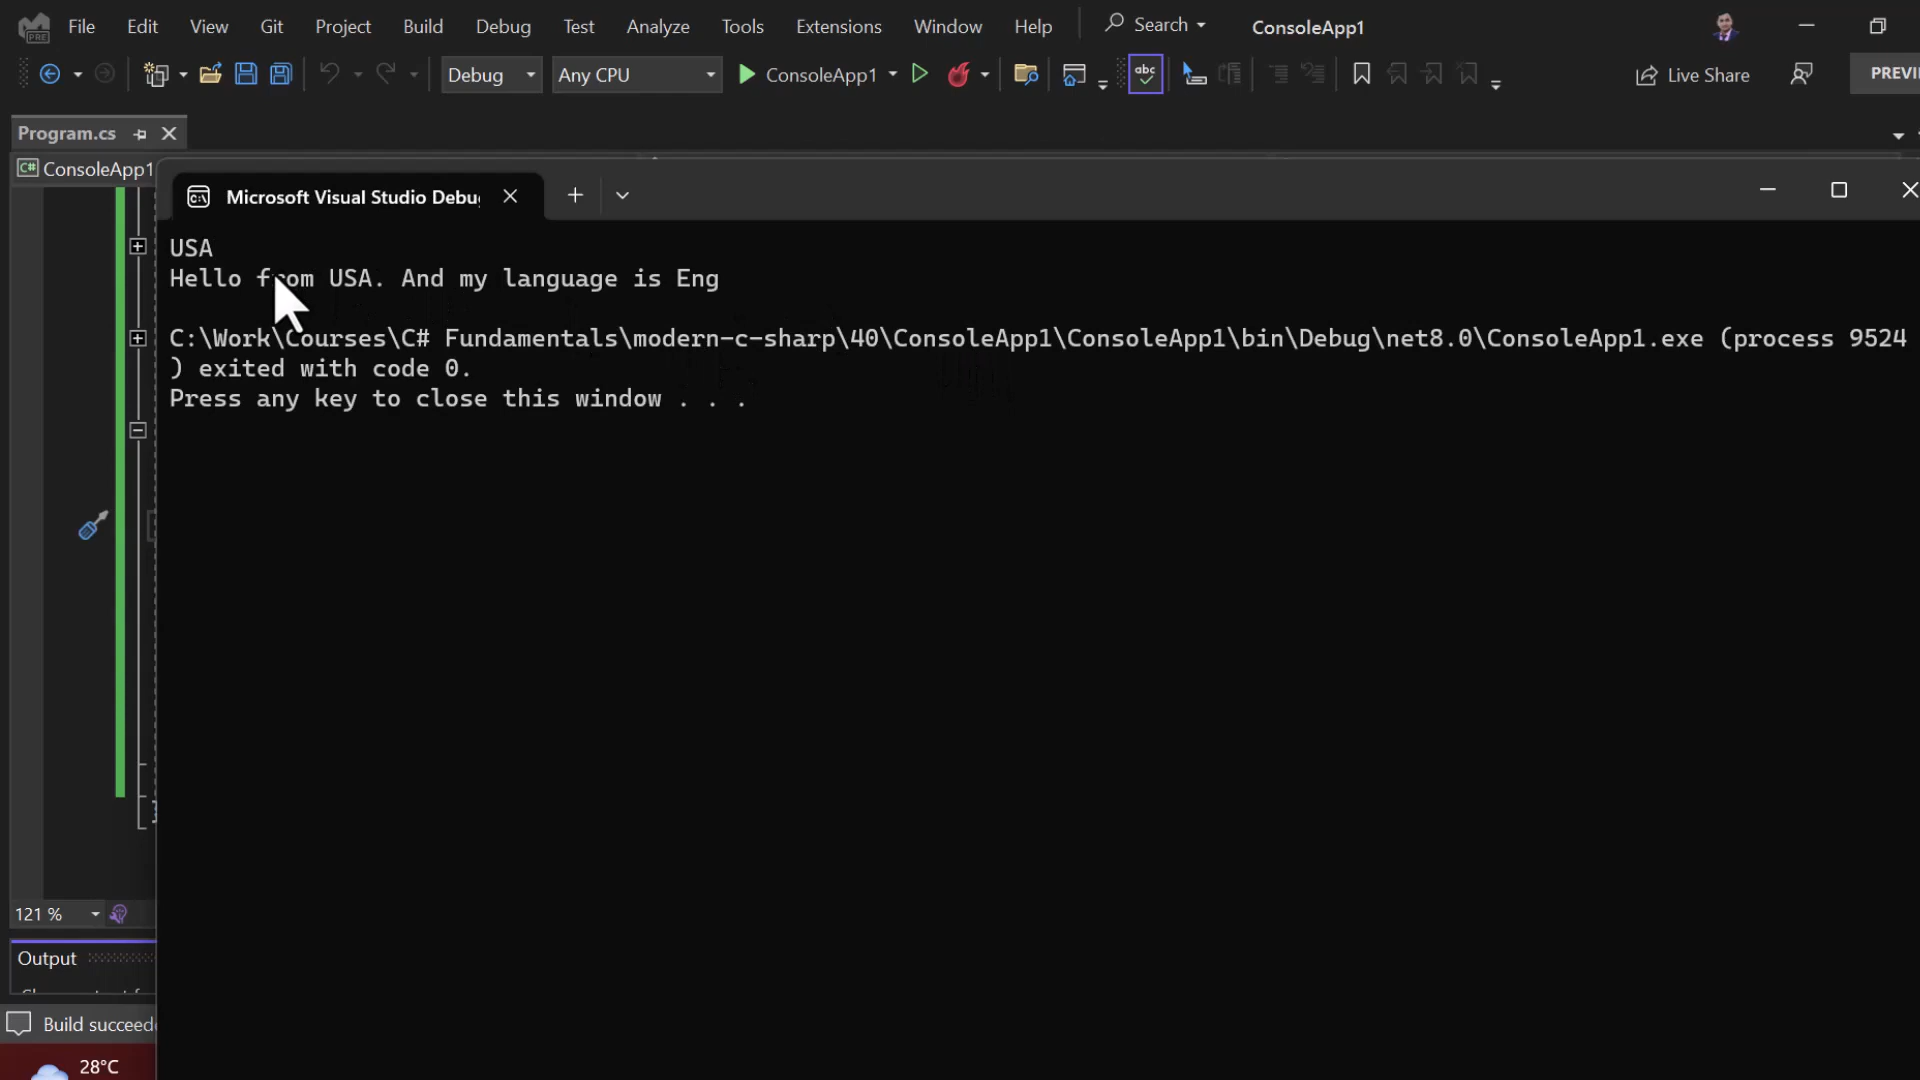 File Edit View Git Project Build Debug Test Analyze Tools Extensions Window Help Search ConsoleApp1
PRE
Debug Any CPU ConsoleApp1 abc Live Share PREVI
Program.cs
C# ConsoleApp1
Microsoft Visual Studio Debu
USA
Hello from USA. And my language is Eng
C:\Work\Courses\C# Fundamentals\modern-c-sharp\40\ConsoleApp1\ConsoleApp1\bin\Debug\net8.0\ConsoleApp1.exe (process 9524
) exited with code 0.
Press any key to close this window . . .
121 %
Output
Build succeede
28°C